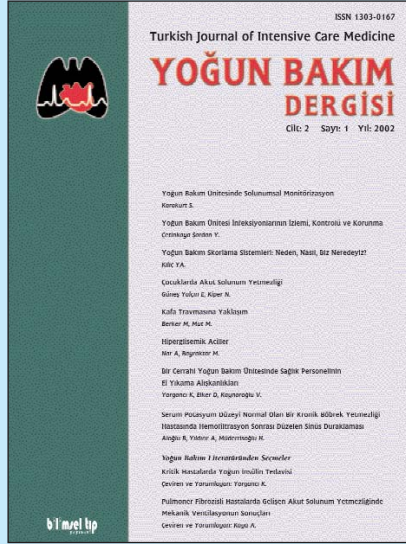 ISSN 1303-0167
Turkish Journal of Intensive Care Medicine
YOĞUN BAKIM
DERGİSİ
Cilt: 2 Sayı: 1 Yıl: 2002
Yoğun Bakım Ünitesinde Solunumsal Monitörizasyon
Karakurt S.
Yoğun Bakım Ünitesi İnfeksiyonlarının İzlemi, Kontrolü ve Korunma
Çetinkaya Şardan Y.
Yoğun Bakım Skorlama Sistemleri: Neden, Nasıl, Biz Neredeyiz?
Kılıç YA.
Çocuklarda Akut Solunum Yetmezliği
Güneş Yalçın E, Kiper N.
Kafa Travmasına Yaklaşım
Berker M, Mut M.
Hiperglisemik Aciller
Nar A, Bayraktar M.
Bir Cerrahi Yoğun Bakım Ünitesinde Sağlık Personelinin
El Yıkama Alışkanlıkları
Yorgancı K, Elker D, Kaynaroğlu V.
Serum Potasyum Düzeyi Normal Olan Bir Kronik Böbrek Yetmezliği
Hastasında Hemofiltrasyon Sonrası Düzelen Sinüs Duraklaması
Aloğlu B, Yıldırır A, Müderrisoğlu H.
Yoğun Bakım Literatüründen Seçmeler
Kritik Hastalarda Yoğun İnsülin Tedavisi
Çeviren ve Yorumlayan: Yorgancı K.
Pulmoner Fibrozisli Hastalarda Gelişen Akut Solunum Yetmezliğinde
Mekanik Ventilasyonun Sonuçları
Çeviren ve Yorumlayan: Kaya A.
bilimsel tıp
yayınevi